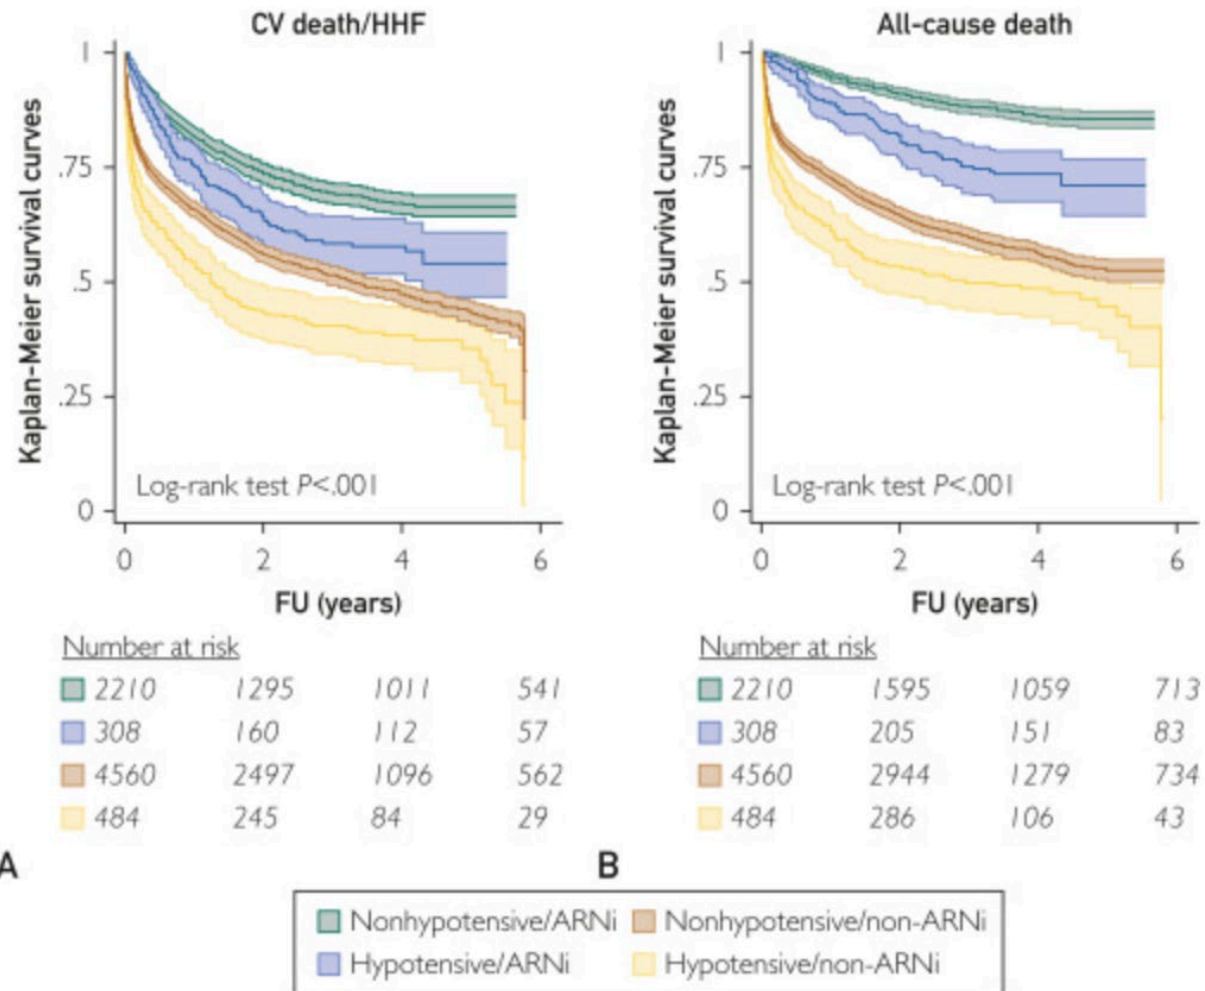 CV death/HHF
Kaplan-Meier survival curves
1
.75
.5
.25
0
Log-rank test P<.001
0 2 4 6
FU (years)
Number at risk
2210 1295 1011 541
308 160 112 57
4560 2497 1096 562
484 245 84 29
A
All-cause death
Kaplan-Meier survival curves
1
.75
.5
.25
0
Log-rank test P<.001
0 2 4 6
FU (years)
Number at risk
2210 1595 1059 713
308 205 151 83
4560 2944 1279 734
484 286 106 43
B
Nonhypotensive/ARNi Nonhypotensive/non-ARNi
Hypotensive/ARNi Hypotensive/non-ARNi